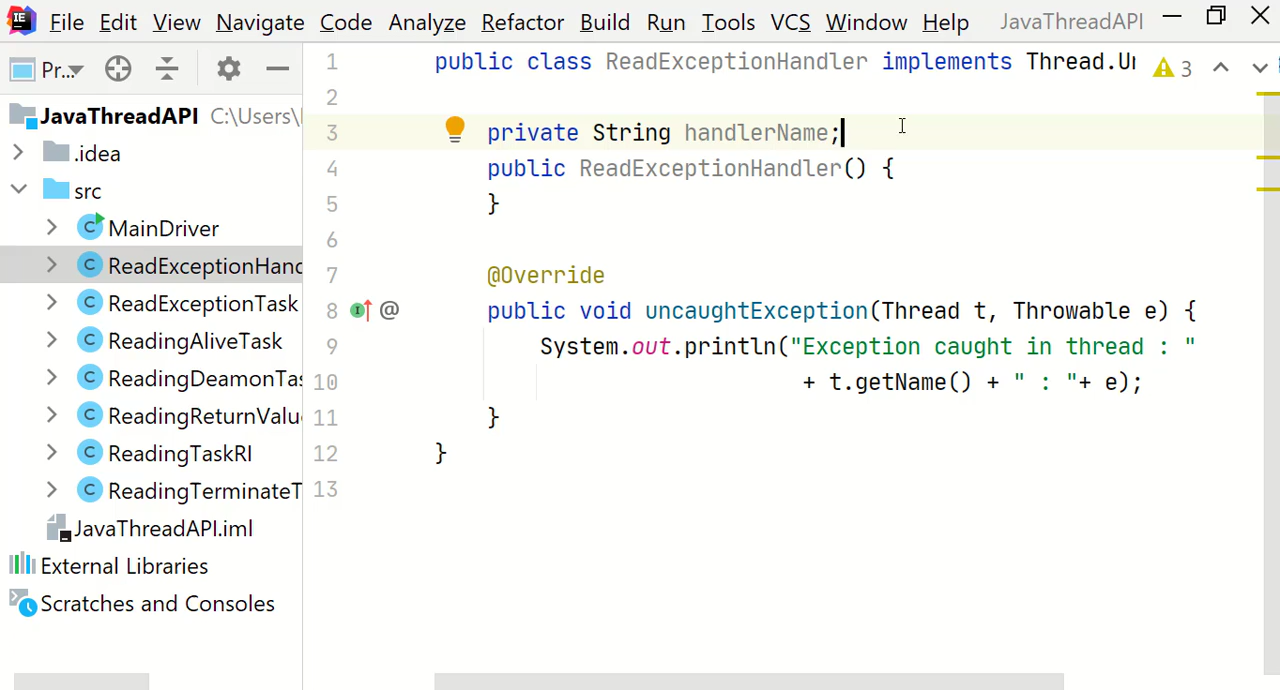 File Edit View Navigate Code Analyze Refactor Build Run Tools VCS Window Help JavaThreadAPI
Pr...
JavaThreadAPI C:\Users\
.idea
src
MainDriver
ReadExceptionHand
ReadExceptionTask
ReadingAliveTask
ReadingDeamonTas
ReadingReturnValu
ReadingTaskRI
ReadingTerminateT
JavaThreadAPI.iml
External Libraries
Scratches and Consoles
1 public class ReadExceptionHandler implements Thread.Un
3
2
3 private String handlerName;
4 public ReadExceptionHandler() {
5 }
6
7 @Override
8 public void uncaughtException(Thread t, Throwable e) {
9 System.out.println("Exception caught in thread : "
10 + t.getName() + " : "+ e);
11 }
12 }
13